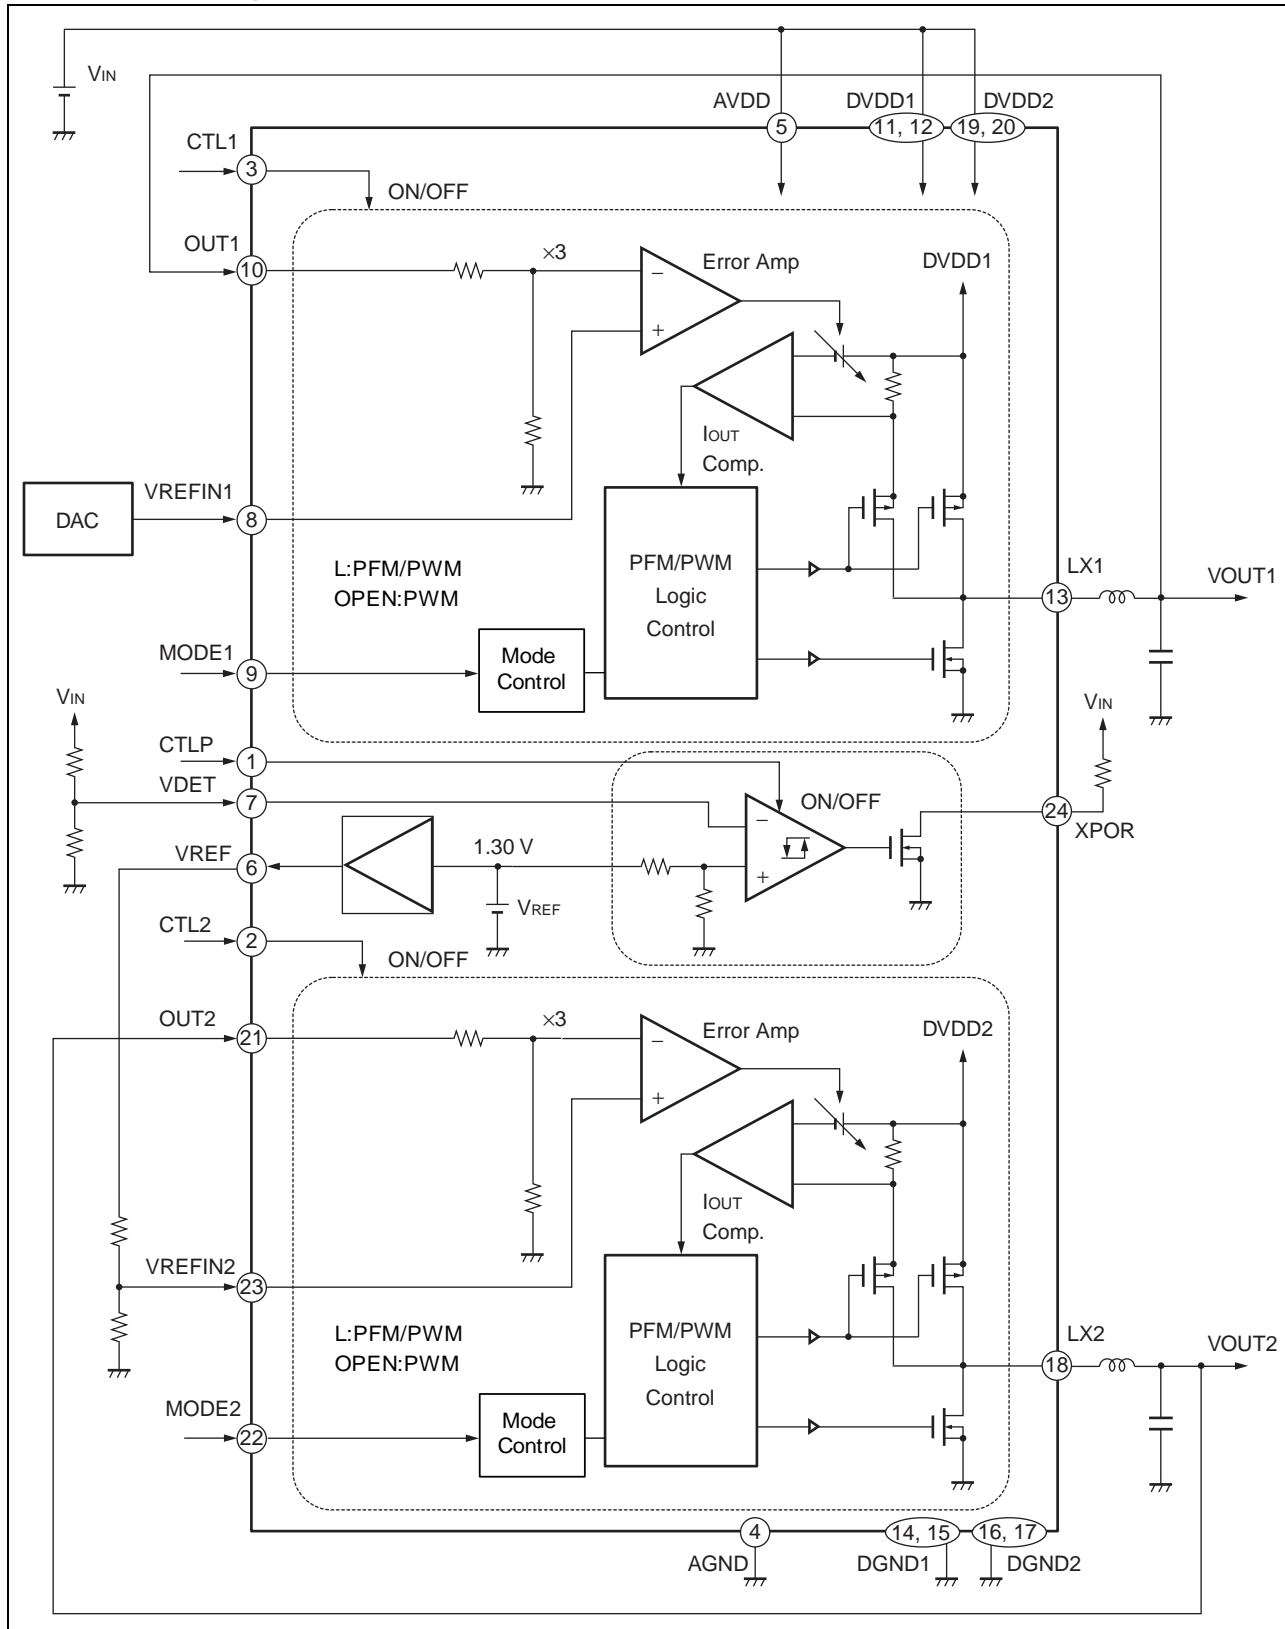 VIN
AVDD
DVDD1
DVDD2
5
11, 12
19, 20
CTL1
3
ON/OFF
OUT1
10
×3
−
+
Error Amp
DVDD1
IOUT
Comp.
DAC
VREFIN1
8
L:PFM/PWM
OPEN:PWM
PFM/PWM
Logic
Control
LX1
13
VOUT1
MODE1
9
Mode
Control
VIN
VIN
CTLP
1
VDET
7
ON/OFF
−
+
24
XPOR
VREF
6
1.30 V
VREF
CTL2
2
ON/OFF
OUT2
21
×3
−
+
Error Amp
DVDD2
IOUT
Comp.
VREFIN2
23
L:PFM/PWM
OPEN:PWM
PFM/PWM
Logic
Control
LX2
18
VOUT2
MODE2
22
Mode
Control
4
14, 15
16, 17
AGND
DGND1
DGND2